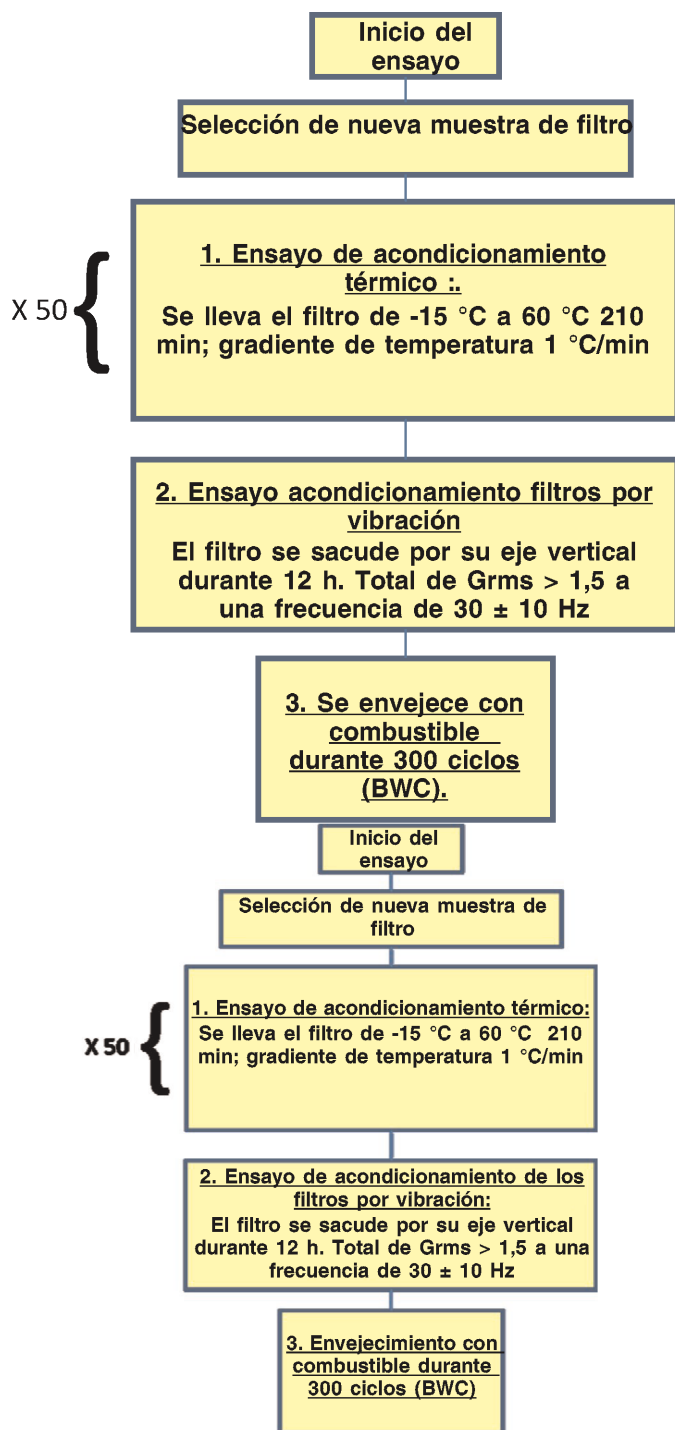 Inicio del
ensayo
Selección de nueva muestra de filtro
X 50
1. Ensayo de acondicionamiento
térmico :.
Se lleva el filtro de -15 °C a 60 °C 210
min; gradiente de temperatura 1 °C/min
2. Ensayo acondicionamiento filtros por
vibración
El filtro se sacude por su eje vertical
durante 12 h. Total de Grms > 1,5 a
una frecuencia de 30 ± 10 Hz
3. Se envejece con
combustible
durante 300 ciclos
(BWC).
Inicio del
ensayo
Selección de nueva muestra de
filtro
X 50
1. Ensayo de acondicionamiento térmico:
Se lleva el filtro de -15 °C a 60 °C 210
min; gradiente de temperatura 1 °C/min
2. Ensayo de acondicionamiento de los
filtros por vibración:
El filtro se sacude por su eje vertical
durante 12 h. Total de Grms > 1,5 a una
frecuencia de 30 ± 10 Hz
3. Envejecimiento con
combustible durante
300 ciclos (BWC)